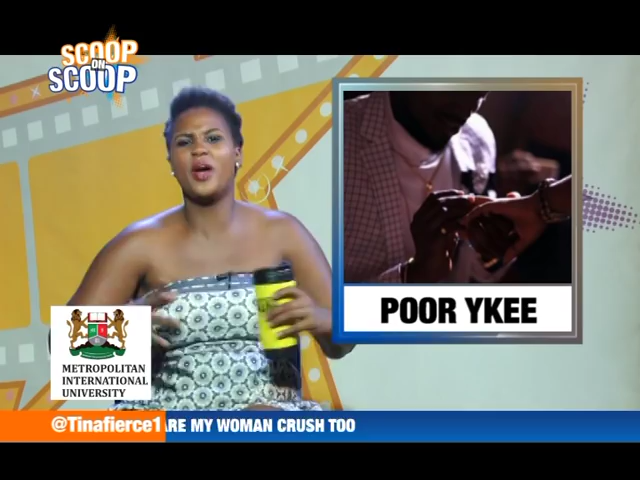 SCOOP
ON
SCOOP
POOR YKEE
METROPOLITAN
INTERNATIONAL
UNIVERSITY
@Tinafierce1 ARE MY WOMAN CRUSH TOO